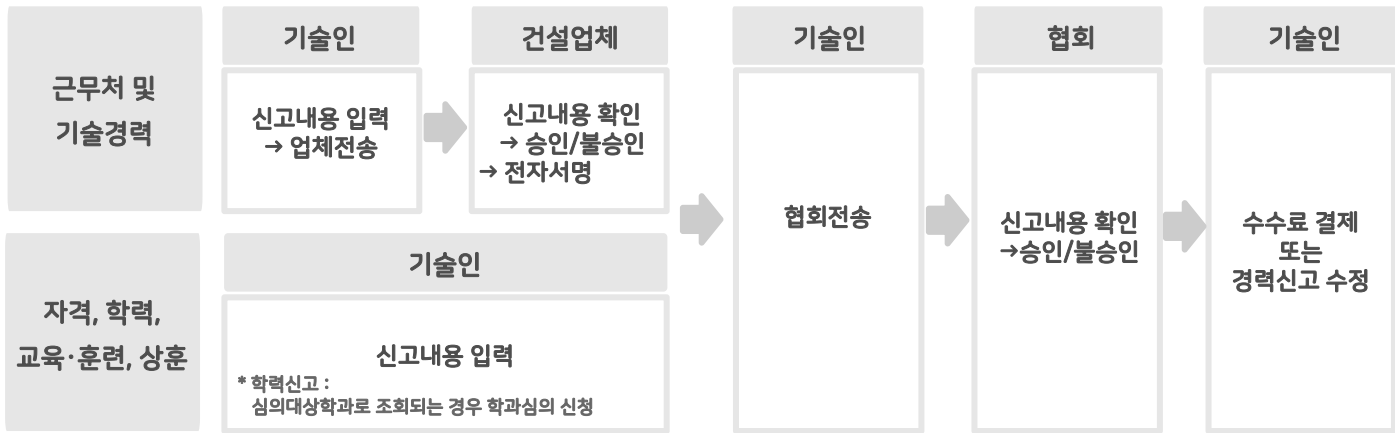 근무처 및
기술경력
기술인
신고내용 입력
→ 업체전송
건설업체
신고내용 확인
→ 승인/불승인
→ 전자서명
자격, 학력,
교육·훈련, 상훈
기술인
신고내용 입력
* 학력신고 :
심의대상학과로 조회되는 경우 학과심의 신청
기술인
협회전송
협회
신고내용 확인
→승인/불승인
기술인
수수료 결제
또는
경력신고 수정